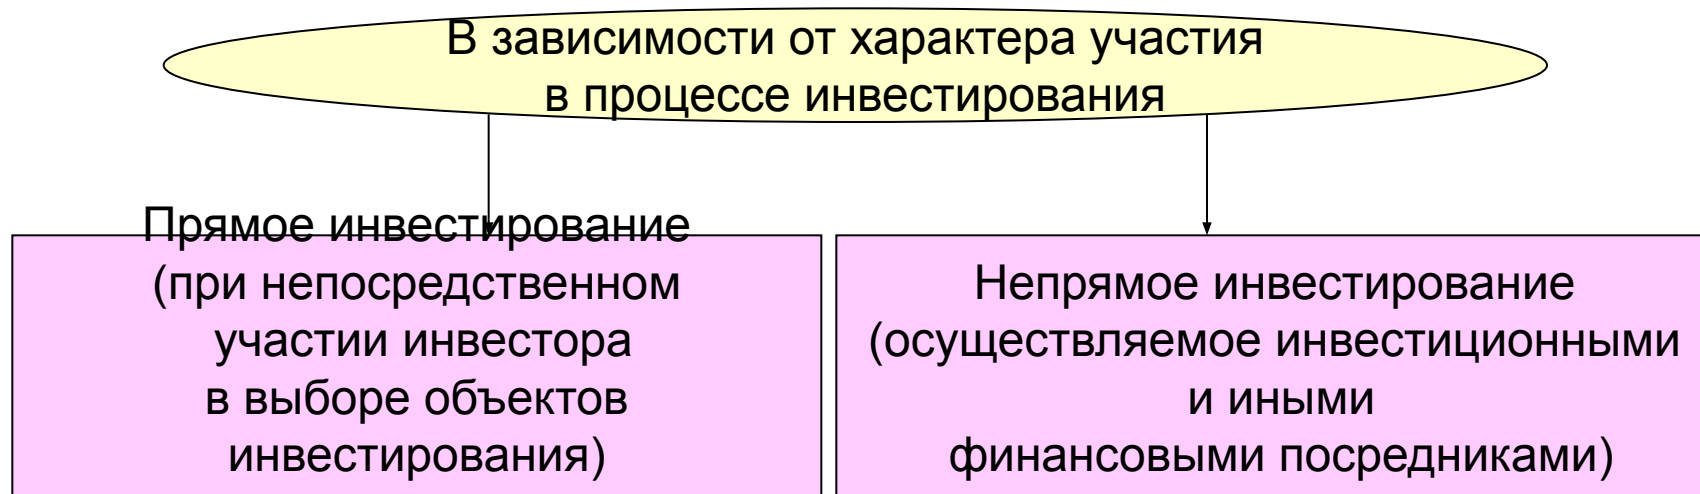 В зависимости от характера участия
в процессе инвестирования
Прямое инвестирование
(при непосредственном
участии инвестора
в выборе объектов
инвестирования)
Непрямое инвестирование
(осуществляемое инвестиционными
и иными
финансовыми посредниками)